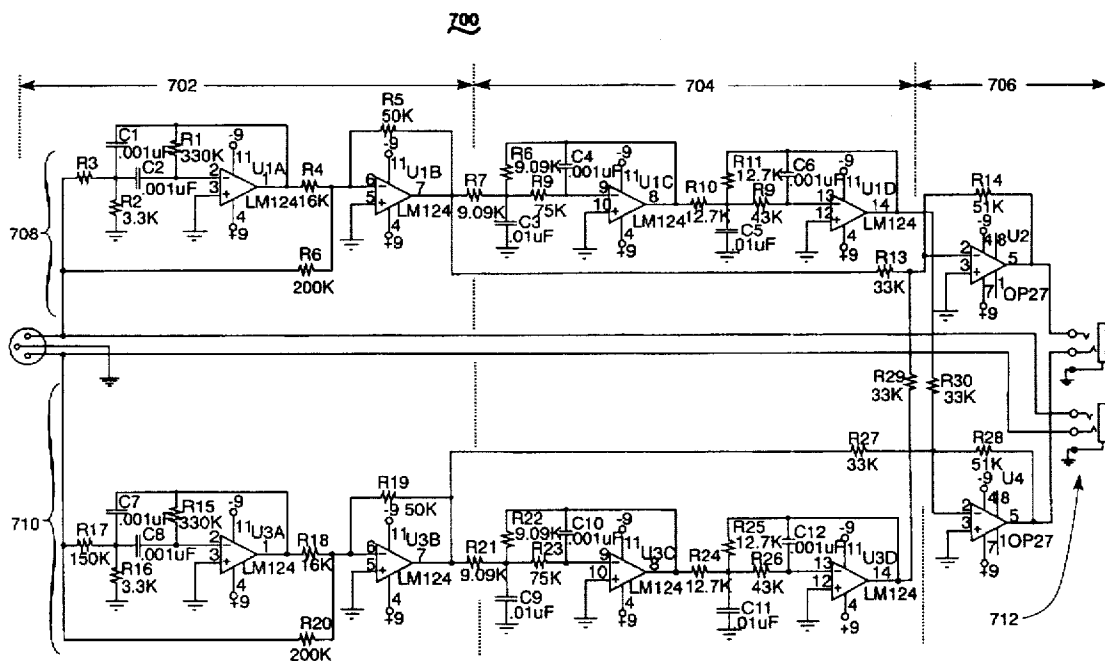 700
702
704
706
R5
50K
C1
.001uF
R1
330K
-9
11
R3
C2
.001uF
2
3
U1A
1
LM124
4
+9
R2
3.3K
R4
16K
-9
11
6
5
U1B
7
LM124
4
+9
R6
200K
R7
9.09K
R6
9.09K
C4
.001uF
-9
11
R9
75K
C3
.01uF
9
10
U1C
8
LM124
4
+9
R10
12.7K
R11
12.7K
C6
.001uF
-9
11
R9
43K
C5
.01uF
13
12
U1D
14
LM124
4
+9
R13
33K
R14
51K
-9
4
8
U2
2
3
5
1
OP27
7
+9
708
R29
33K
R30
33K
R27
33K
R28
51K
-9
4
8
U4
2
3
5
1
OP27
7
+9
710
R19
50K
C7
.001uF
R15
330K
-9
11
R17
150K
C8
.001uF
2
3
U3A
1
LM124
4
+9
R16
3.3K
R18
16K
-9
11
6
5
U3B
7
LM124
4
+9
R20
200K
R21
9.09K
R22
9.09K
C10
.001uF
-9
11
R23
75K
C9
.01uF
9
10
U3C
8
LM124
4
+9
R24
12.7K
R25
12.7K
C12
.001uF
-9
11
R26
43K
C11
.01uF
13
12
U3D
14
LM124
4
+9
712